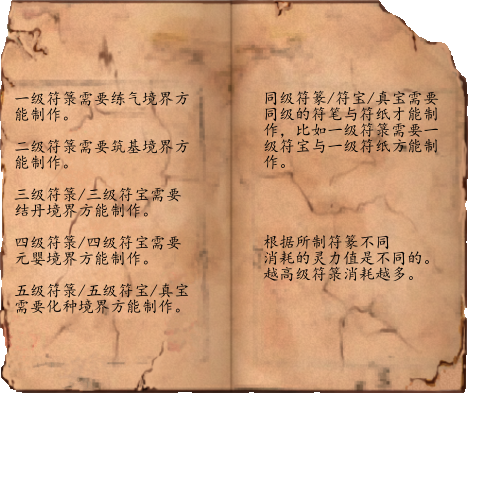 一级符箓需要练气境界方
能制作。
二级符箓需要筑基境界方
能制作。
三级符箓/三级符宝需要
结丹境界方能制作。
四级符箓/四级符宝需要
元婴境界方能制作。
五级符箓/五级符宝/真宝
需要化种境界方能制作。
同级符篆/符宝/真宝需要
同级的符笔与符纸才能制
作，比如一级符箓需要一
级符宝与一级符纸方能制
作。
根据所制符篆不同
消耗的灵力值是不同的。
越高级符箓消耗越多。